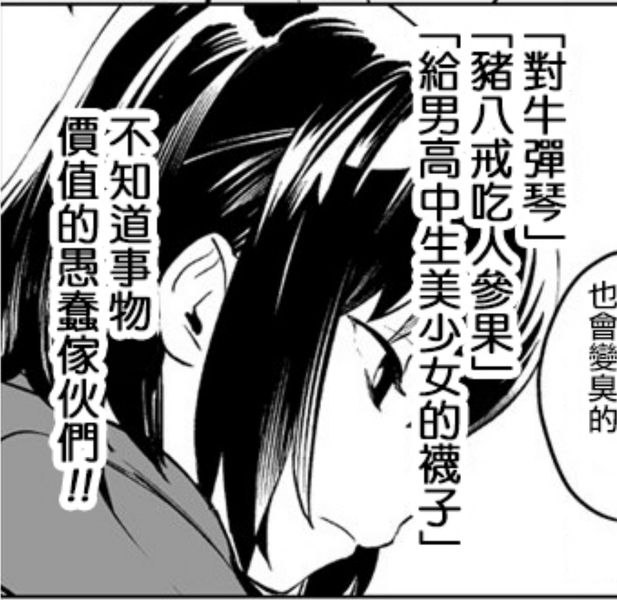 也會變臭的
「對牛彈琴」
「豬八戒吃人參果」
「給男高中生美少女的襪子」
不知道事物
價值的愚蠢傢伙們!!